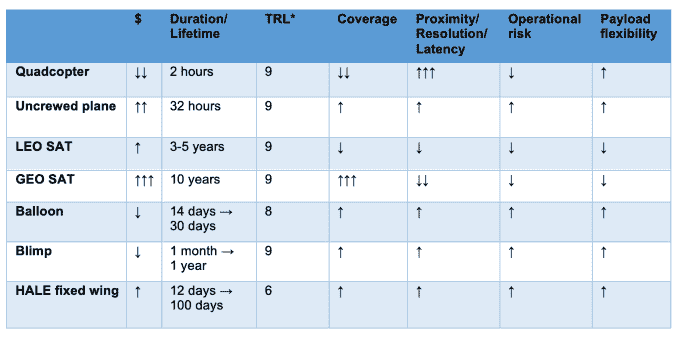 $ Duration/ Lifetime TRL* Coverage Proximity/ Resolution/ Latency Operational risk Payload flexibility
Quadcopter ↓↓ 2 hours 9 ↓↓ ↑↑↑ ↓ ↑
Uncrewed plane ↑↑ 32 hours 9 ↑ ↑ ↑ ↑
LEO SAT ↑ 3-5 years 9 ↓ ↓ ↓ ↓
GEO SAT ↑↑↑ 10 years 9 ↑↑↑ ↓↓ ↓ ↓
Balloon ↓ 14 days → 30 days 8 ↑ ↑ ↑ ↑
Blimp ↓ 1 month → 1 year 9 ↑ ↑ ↑ ↑
HALE fixed wing ↑ 12 days → 100 days 6 ↑ ↑ ↑ ↑